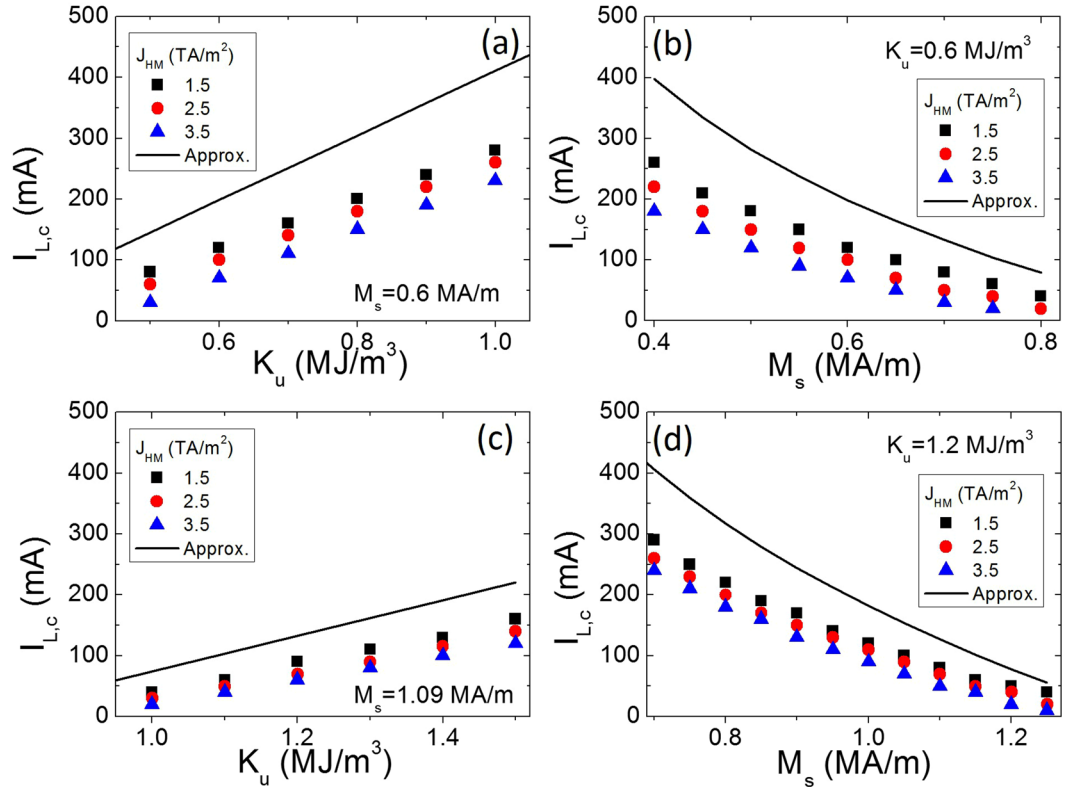 (a)
J_HM (TA/m²)
1.5
2.5
3.5
Approx.
M_s=0.6 MA/m
500
400
300
200
100
0
I_L,c (mA)
0.6 0.8 1.0
K_u (MJ/m³)
(b)
K_u=0.6 MJ/m³
J_HM (TA/m²)
1.5
2.5
3.5
Approx.
500
400
300
200
100
0
I_L,c (mA)
0.4 0.6 0.8
M_s (MA/m)
(c)
J_HM (TA/m²)
1.5
2.5
3.5
Approx.
M_s=1.09 MA/m
500
400
300
200
100
0
I_L,c (mA)
1.0 1.2 1.4
K_u (MJ/m³)
(d)
K_u=1.2 MJ/m³
J_HM (TA/m²)
1.5
2.5
3.5
Approx.
500
400
300
200
100
0
I_L,c (mA)
0.8 1.0 1.2
M_s (MA/m)